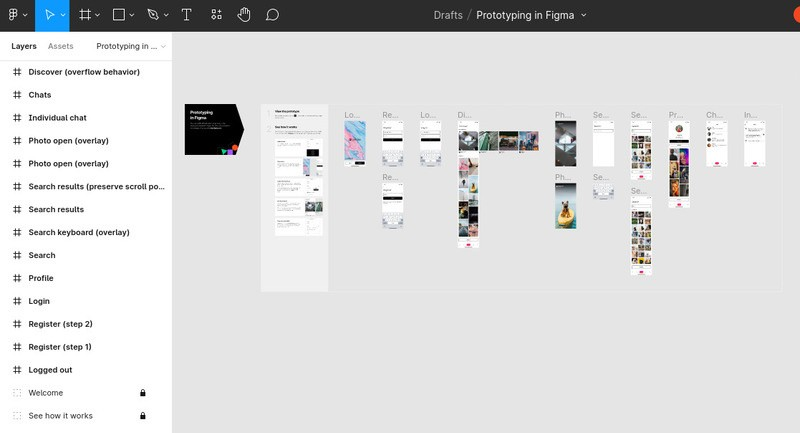 Drafts / Prototyping in Figma
Layers Assets Prototyping in ...
Discover (overflow behavior)
Chats
Individual chat
Photo open (overlay)
Photo open (overlay)
Search results (preserve scroll po...
Search results
Search keyboard (overlay)
Search
Profile
Login
Register (step 2)
Register (step 1)
Logged out
Welcome
See how it works
Prototyping
in Figma
Lo... Re... Lo... Di... Ph... Se... Se... Pr... Ch... In...
Re... Ph... Se... Se...